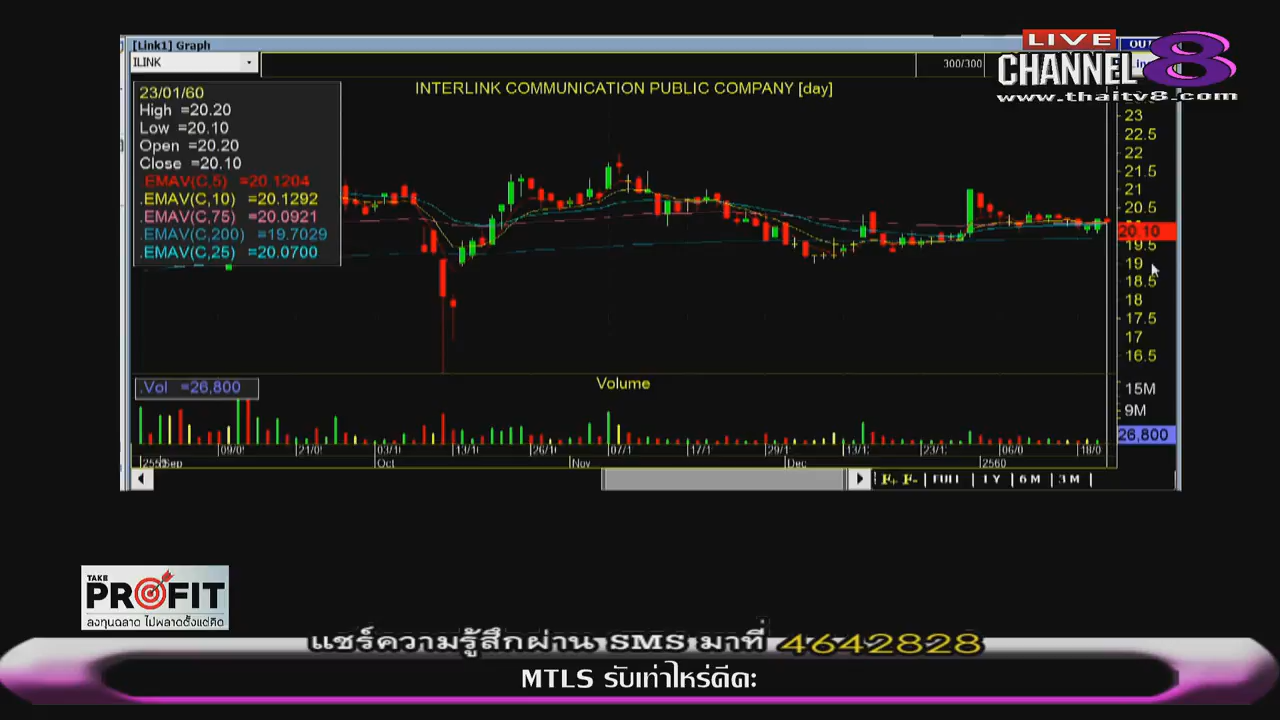 [Link1] Graph
ILINK
300/300
LIVE
CHANNEL 8
www.thaitv8.com
INTERLINK COMMUNICATION PUBLIC COMPANY [day]
23/01/60
High =20.20
Low =20.10
Open =20.20
Close =20.10
.EMAV(C,5) =20.1204
.EMAV(C,10) =20.1292
.EMAV(C,75) =20.0921
.EMAV(C,200) =19.7029
.EMAV(C,25) =20.0700
23
22.5
22
21.5
21
20.5
20.10
19.5
19
18.5
18
17.5
17
16.5
.Vol =26,800
Volume
15M
9M
26,800
Sep
Oct
Nov
Dec
2560
F+ F- FULL 1 Y 6 M 3 M
TAKE
PROFIT
ลงทุนฉลาด ไม่พลาดตั้งแต่คิด
แชร์ความรู้สึกผ่าน SMS มาที่ 4642828
MTLS รับเท่าไหร่ดีคะ